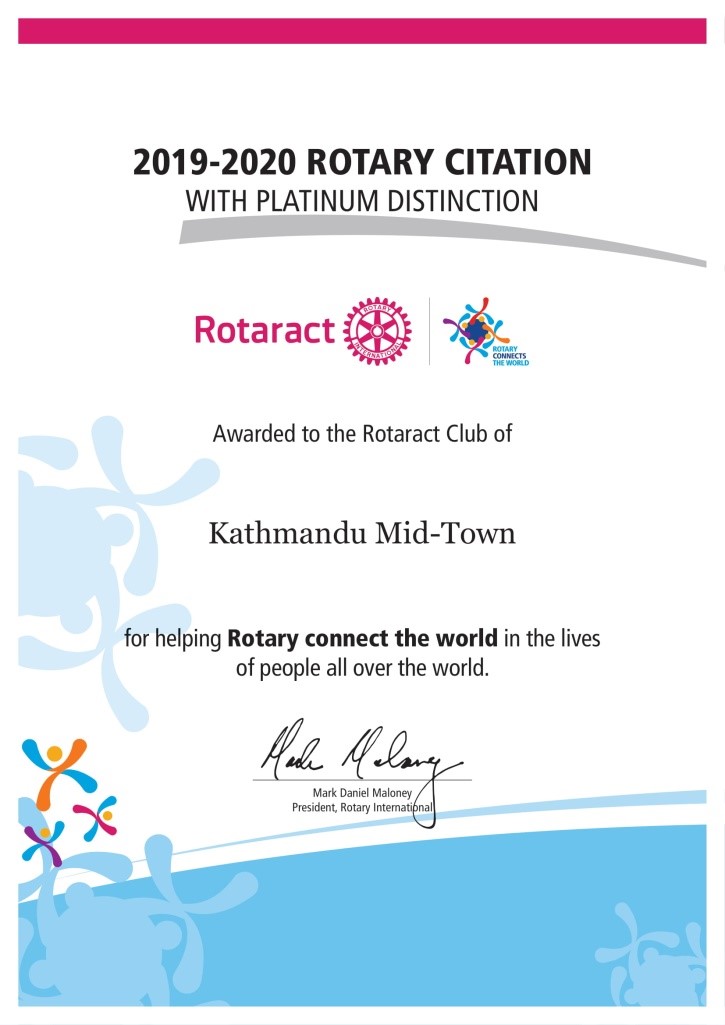 2019-2020 ROTARY CITATION
WITH PLATINUM DISTINCTION
Rotaract
ROTARY
INTERNATIONAL
ROTARY
CONNECTS
THE WORLD
Awarded to the Rotaract Club of
Kathmandu Mid-Town
for helping Rotary connect the world in the lives
of people all over the world.
Mark Maloney
Mark Daniel Maloney
President, Rotary International